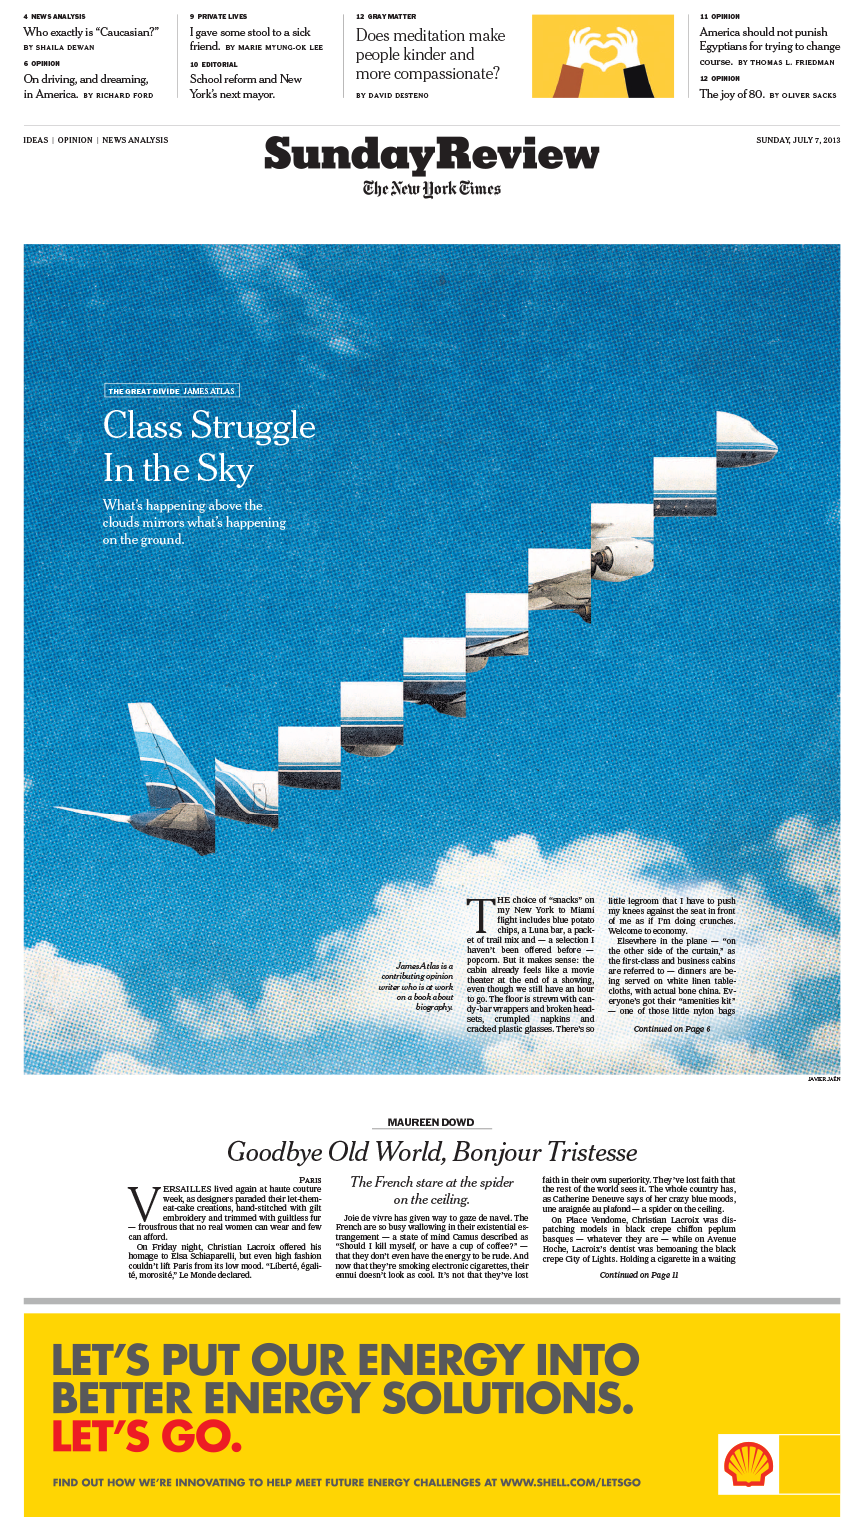 4 NEWS ANALYSIS
Who exactly is “Caucasian?”
BY SHAILA DEWAN
6 OPINION
On driving, and dreaming,
in America. BY RICHARD FORD
9 PRIVATE LIVES
I gave some stool to a sick
friend. BY MARIE MYUNG-OK LEE
10 EDITORIAL
School reform and New
York’s next mayor.
12 GRAY MATTER
Does meditation make
people kinder and
more compassionate?
BY DAVID DESTENO
11 OPINION
America should not punish
Egyptians for trying to change
course. BY THOMAS L. FRIEDMAN
12 OPINION
The joy of 80. BY OLIVER SACKS
IDEAS | OPINION | NEWS ANALYSIS
SundayReview
The New York Times
SUNDAY, JULY 7, 2013
THE GREAT DIVIDE JAMES ATLAS
Class Struggle
In the Sky
What’s happening above the
clouds mirrors what’s happening
on the ground.
James Atlas is a
contributing opinion
writer who is at work
on a book about
biography.
THE choice of “snacks” on
my New York to Miami
flight includes blue potato
chips, a Luna bar, a pack-
et of trail mix and — a selection I
haven’t been offered before —
popcorn. But it makes sense: the
cabin already feels like a movie
theater at the end of a showing,
even though we still have an hour
to go. The floor is strewn with can-
dy-bar wrappers and broken head-
sets, crumpled napkins and
cracked plastic glasses. There’s so
little legroom that I have to push
my knees against the seat in front
of me as if I’m doing crunches.
Welcome to economy.
Elsewhere in the plane — “on
the other side of the curtain,” as
the first-class and business cabins
are referred to — dinners are be-
ing served on white linen table-
cloths, with actual bone china. Ev-
eryone’s got their “amenities kit”
— one of those little nylon bags
Continued on Page 6
JAVIER JAÉN
MAUREEN DOWD
Goodbye Old World, Bonjour Tristesse
PARIS
VERSAILLES lived again at haute couture
week, as designers paraded their let-them-
eat-cake creations, hand-stitched with gilt
embroidery and trimmed with guiltless fur
— frousfrous that no real women can wear and few
can afford.
On Friday night, Christian Lacroix offered his
homage to Elsa Schiaparelli, but even high fashion
couldn’t lift Paris from its low mood. “Liberté, égali-
té, morosité,” Le Monde declared.
The French stare at the spider
on the ceiling.
Joie de vivre has given way to gaze de navel. The
French are so busy wallowing in their existential es-
trangement — a state of mind Camus described as
“Should I kill myself, or have a cup of coffee?” —
that they don’t even have the energy to be rude. And
now that they’re smoking electronic cigarettes, their
ennui doesn’t look as cool. It’s not that they’ve lost
faith in their own superiority. They’ve lost faith that
the rest of the world sees it. The whole country has,
as Catherine Deneuve says of her crazy blue moods,
une araignée au plafond — a spider on the ceiling.
On Place Vendome, Christian Lacroix was dis-
patching models in black crepe chiffon peplum
basques — whatever they are — while on Avenue
Hoche, Lacroix’s dentist was bemoaning the black
crepe City of Lights. Holding a cigarette in a waiting
Continued on Page 11
LET’S PUT OUR ENERGY INTO
BETTER ENERGY SOLUTIONS.
LET’S GO.
FIND OUT HOW WE’RE INNOVATING TO HELP MEET FUTURE ENERGY CHALLENGES AT WWW.SHELL.COM/LETSGO